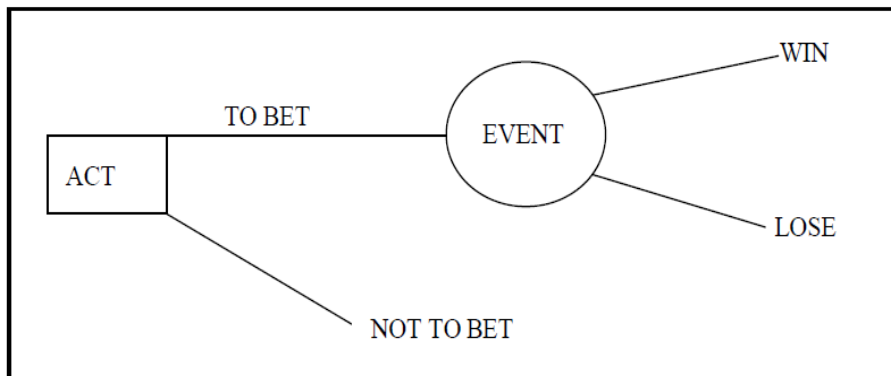 WIN
TO BET
EVENT
ACT
LOSE
NOT TO BET